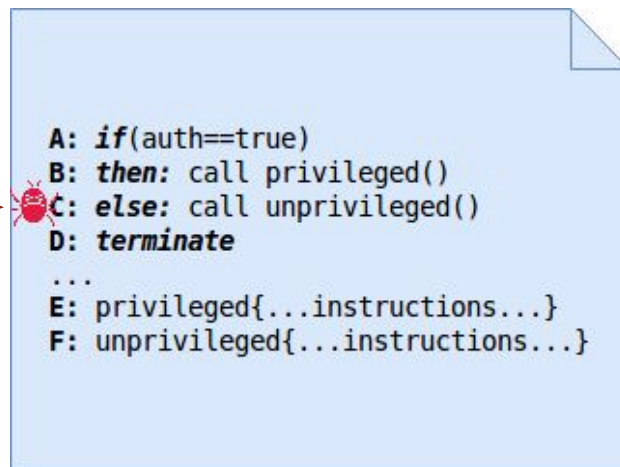 A: if(auth==true)
B: then: call privileged()
C: else: call unprivileged()
D: terminate
...
E: privileged{...instructions...}
F: unprivileged{...instructions...}